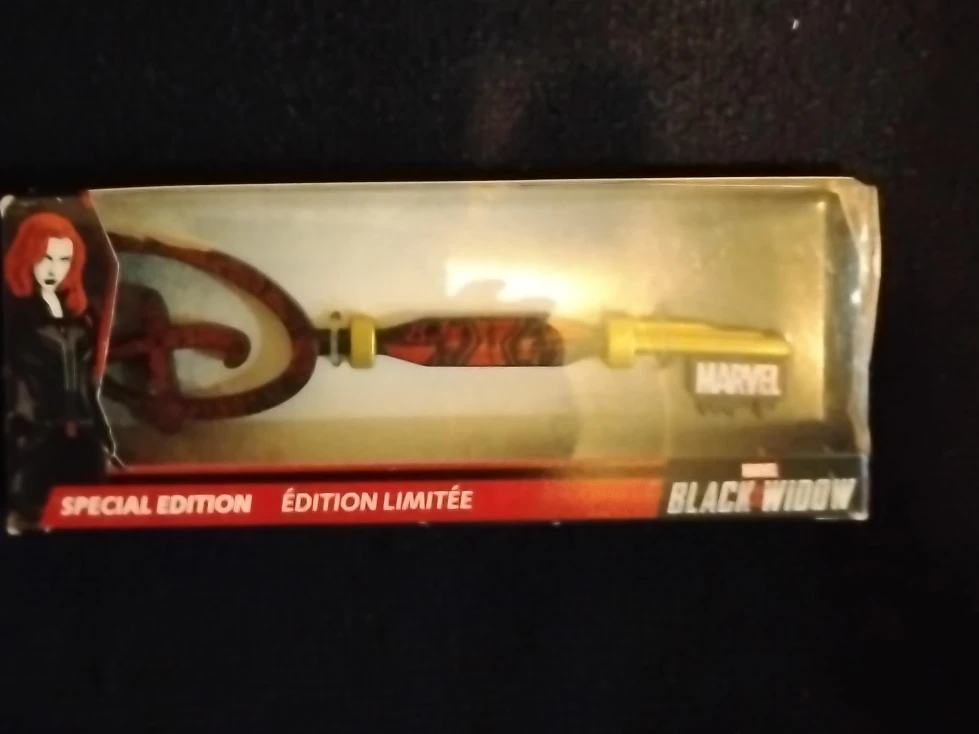 MARVEL
SPECIAL EDITION ÉDITION LIMITÉE
MARVEL
BLACK WIDOW